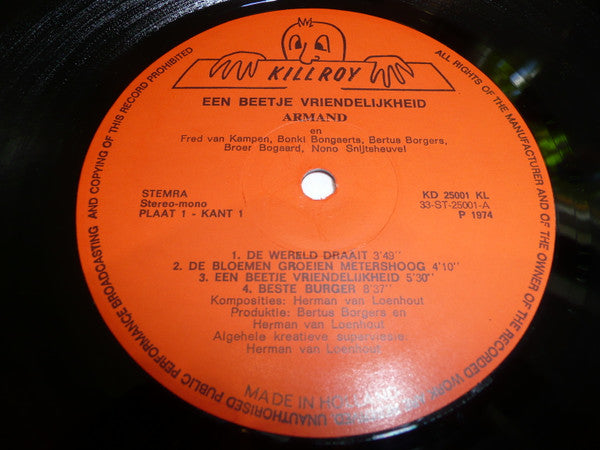 KILLROY
EEN BEETJE VRIENDELIJKHEID
ARMAND
en
Fred van Kampen, Bonki Bongaerts, Bertus Borgers,
Broer Bogaard, Nono Snijteheuvel
STEMRA
Stereo-mono
PLAAT 1 - KANT 1
KD 25001 KL
33-ST-25001-A
P 1974
1. DE WERELD DRAAIT 3'49''
2. DE BLOEMEN GROEIEN METERSHOOG 4'10''
3. EEN BEETJE VRIENDELIJKHEID 5'30''
4. BESTE BURGER 8'37''
Komposities: Herman van Loenhout
Produktie: Bertus Borgers en
Herman van Loenhout
Algehele kreatieve supervisie:
Herman van Loenhout
MADE IN HOLLAND
ALL RIGHTS OF THE MANUFACTURER AND OF THE OWNER OF THE RECORDED WORK
UNAUTHORISED PUBLIC PERFORMANCE BROADCASTING AND COPYING OF THIS RECORD PROHIBITED